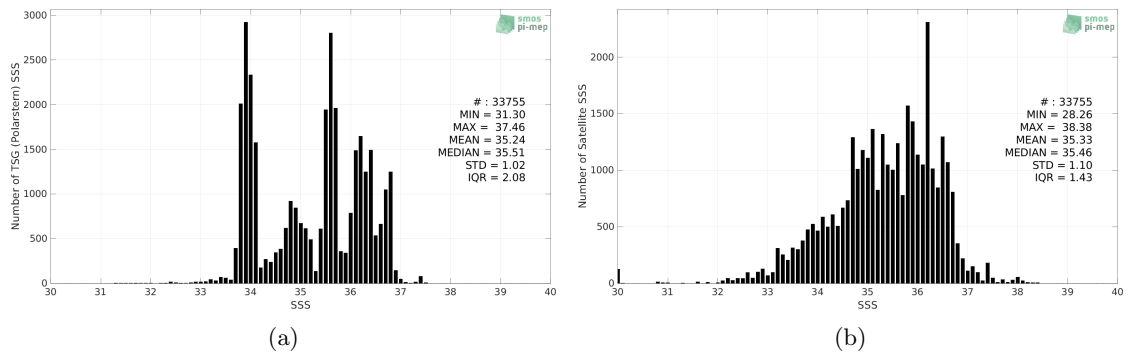 smos
pi-mep
3000
2500
2000
1500
1000
500
0
Number of TSG (Polarstern) SSS
# : 33755
MIN = 31.30
MAX = 37.46
MEAN = 35.24
MEDIAN = 35.51
STD = 1.02
IQR = 2.08
30 31 32 33 34 35 36 37 38 39 40
SSS
(a)
smos
pi-mep
2000
1500
1000
500
0
Number of Satellite SSS
# : 33755
MIN = 28.26
MAX = 38.38
MEAN = 35.33
MEDIAN = 35.46
STD = 1.10
IQR = 1.43
30 31 32 33 34 35 36 37 38 39 40
SSS
(b)